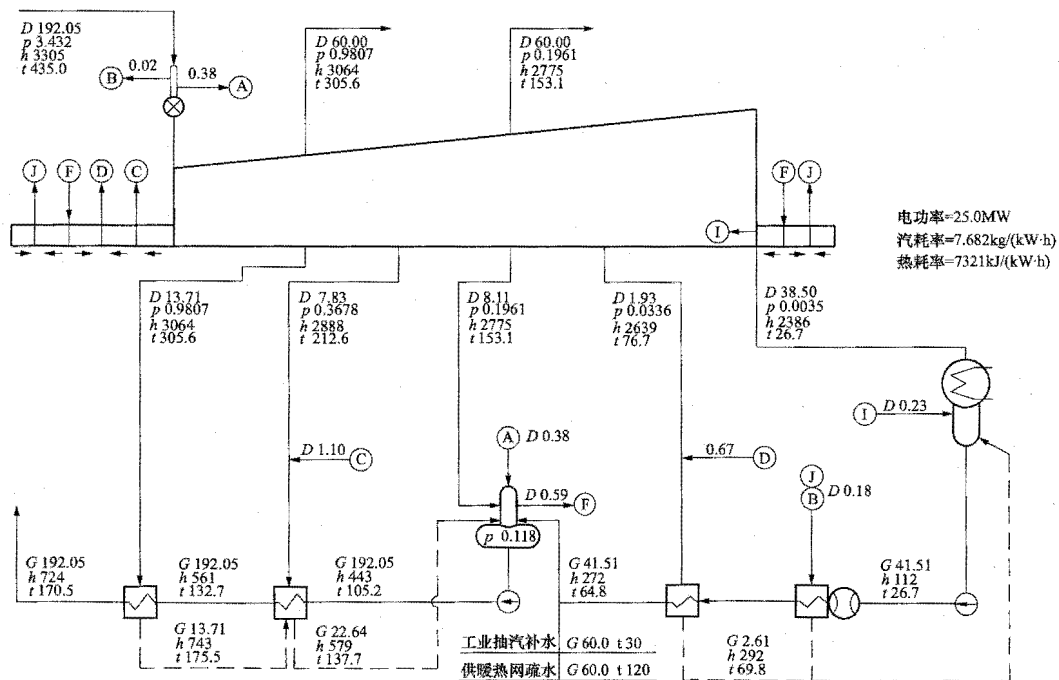 D 192.05
p 3.432
h 3305
t 435.0
B
0.02
0.38
A
D 60.00
p 0.9807
h 3064
t 305.6
D 60.00
p 0.1961
h 2775
t 153.1
J
F
D
C
I
F
J
电功率=25.0MW
汽耗率=7.682kg/(kW·h)
热耗率=7321kJ/(kW·h)
D 13.71
p 0.9807
h 3064
t 305.6
D 7.83
p 0.3678
h 2888
t 212.6
D 8.11
p 0.1961
h 2775
t 153.1
D 1.93
p 0.0336
h 2639
t 76.7
D 38.50
p 0.0035
h 2386
t 26.7
I
D 0.23
A
D 0.38
D 1.10
C
0.67
D
J
B
D 0.18
D 0.59
F
p 0.118
G 192.05
h 724
t 170.5
G 192.05
h 561
t 132.7
G 192.05
h 443
t 105.2
G 41.51
h 272
t 64.8
G 41.51
h 112
t 26.7
G 13.71
h 743
t 175.5
G 22.64
h 579
t 137.7
工业抽汽补水 G 60.0 t 30
供暖热网疏水 G 60.0 t 120
G 2.61
h 292
t 69.8